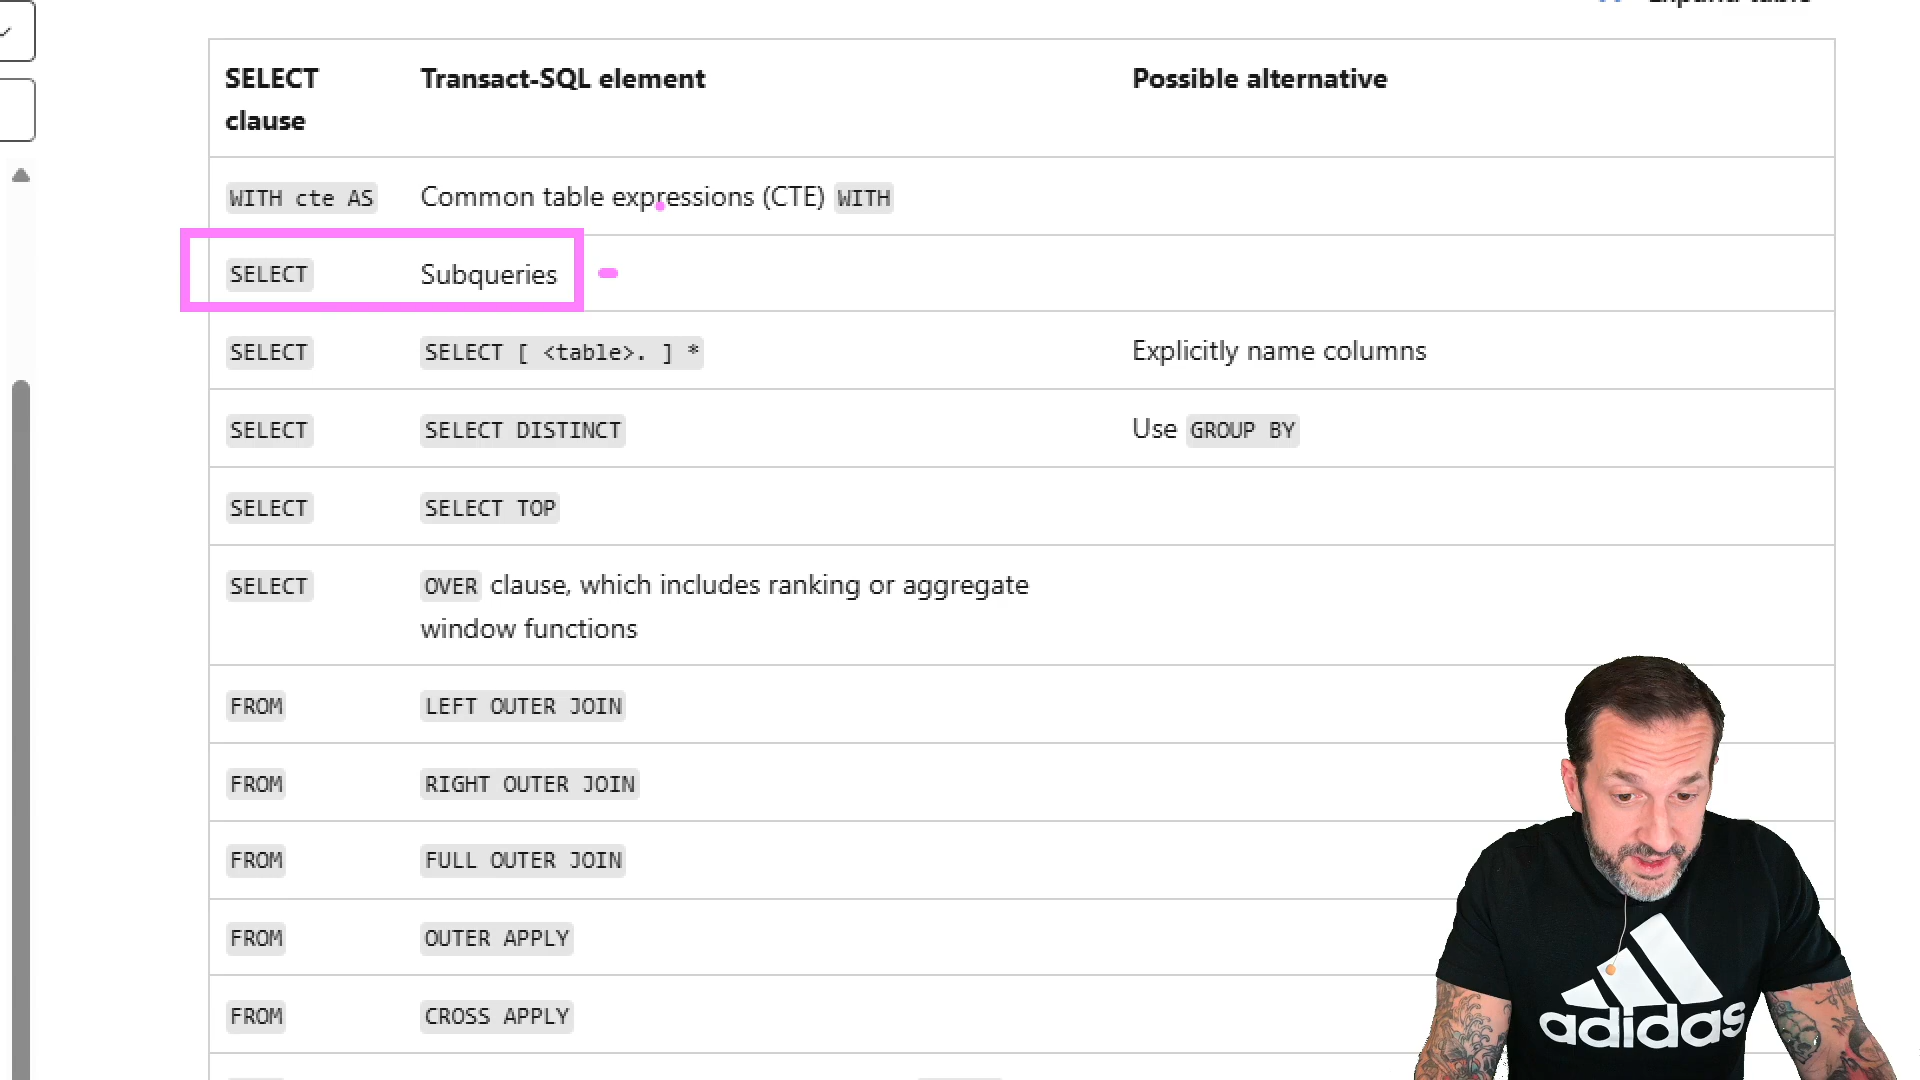 Expand table
SELECT clause Transact-SQL element Possible alternative
WITH cte AS Common table expressions (CTE) WITH
SELECT Subqueries
SELECT SELECT [ <table>. ] * Explicitly name columns
SELECT SELECT DISTINCT Use GROUP BY
SELECT SELECT TOP
SELECT OVER clause, which includes ranking or aggregate
window functions
FROM LEFT OUTER JOIN
FROM RIGHT OUTER JOIN
FROM FULL OUTER JOIN
FROM OUTER APPLY
FROM CROSS APPLY
adidas